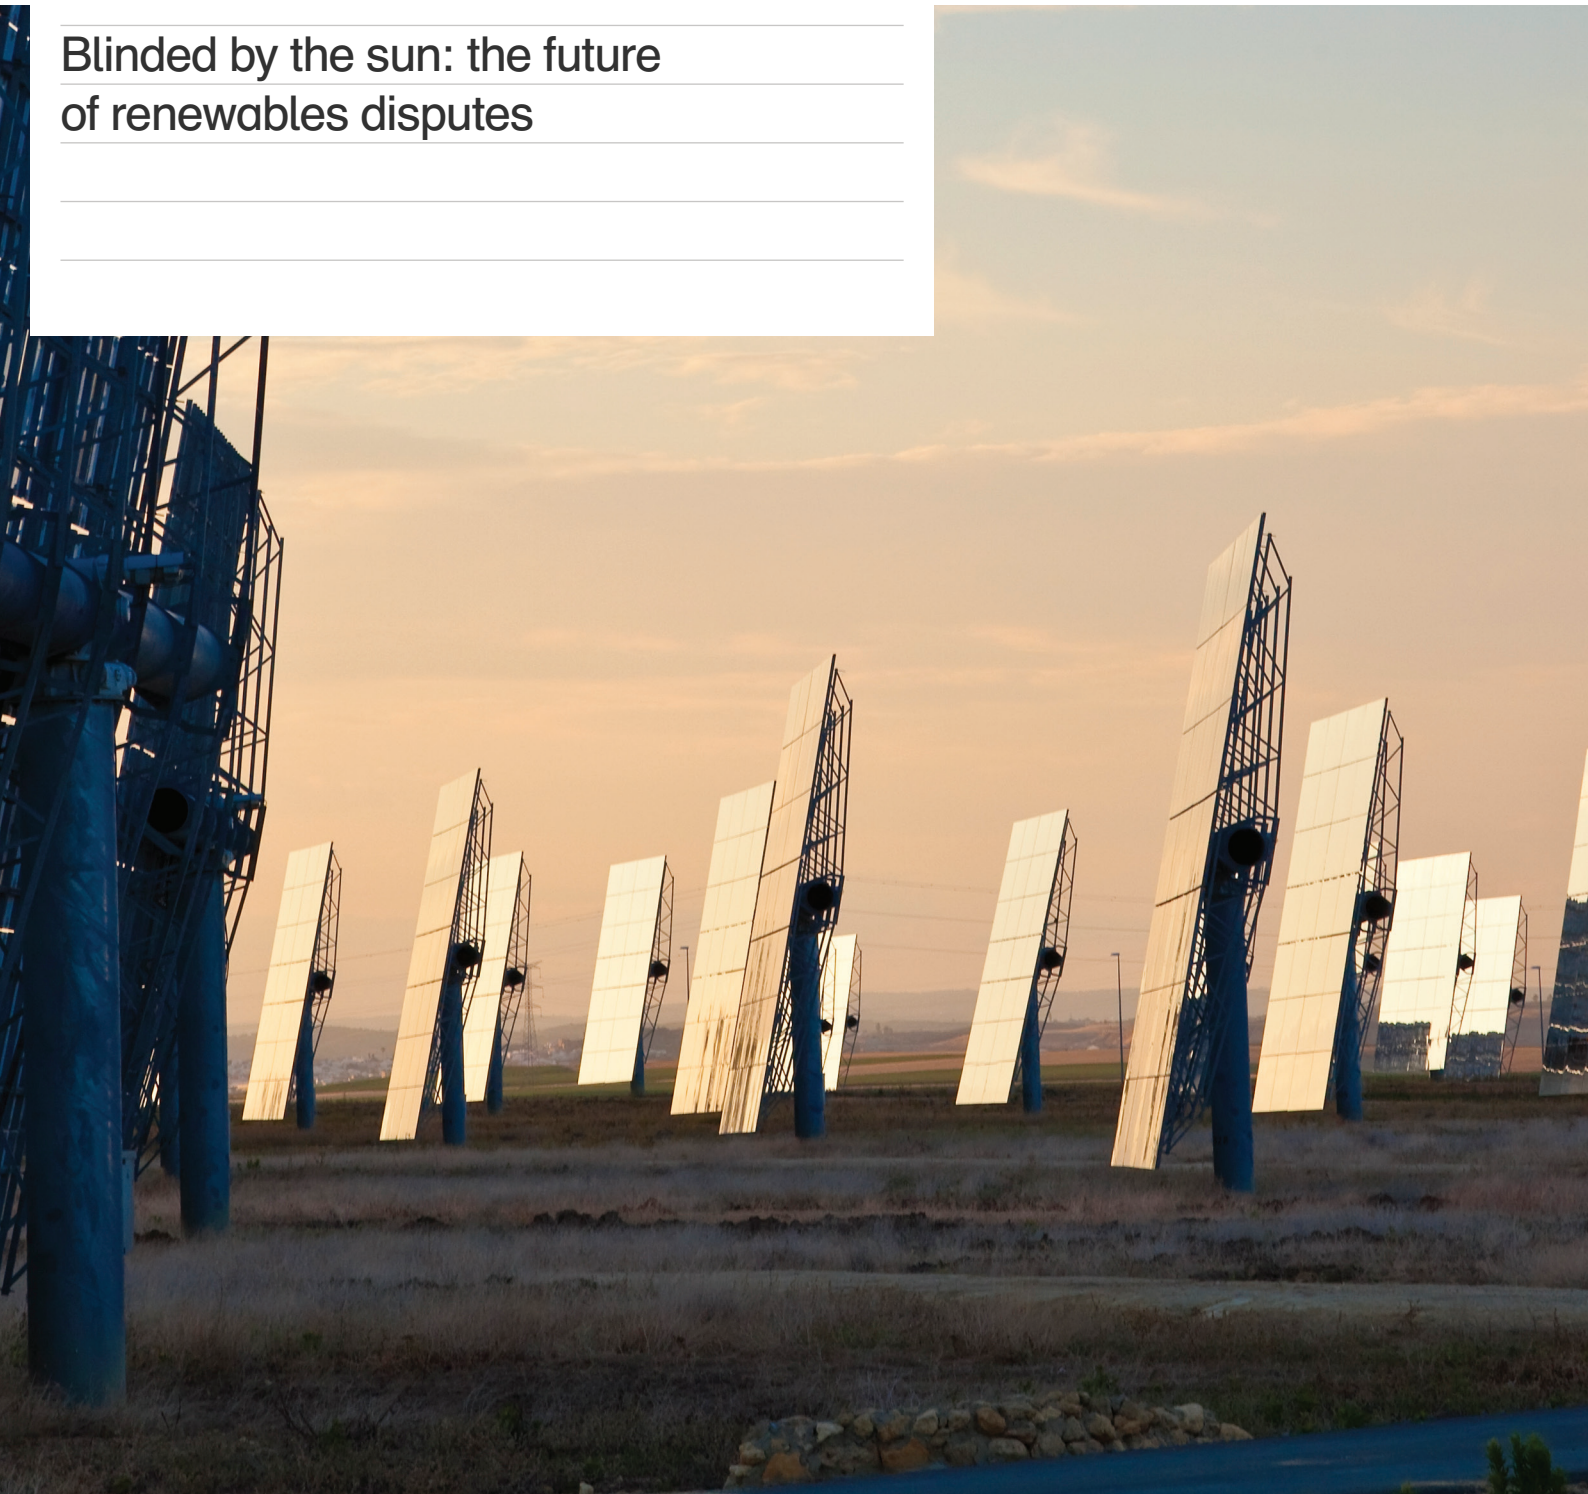 Blinded by the sun: the future
of renewables disputes